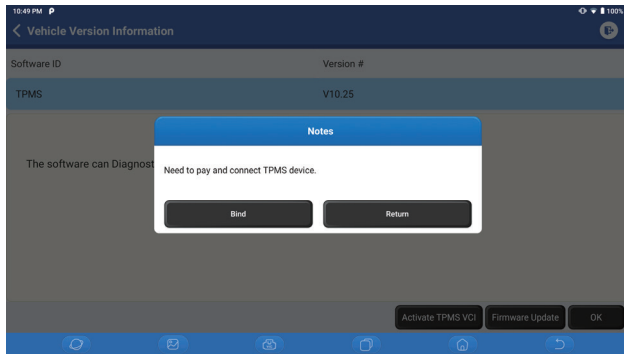 10:49 PM
100%
Vehicle Version Information
Software ID Version #
TPMS V10.25
Notes
The software can Diagnost
Need to pay and connect TPMS device.
Bind Return
Activate TPMS VCI Firmware Update OK